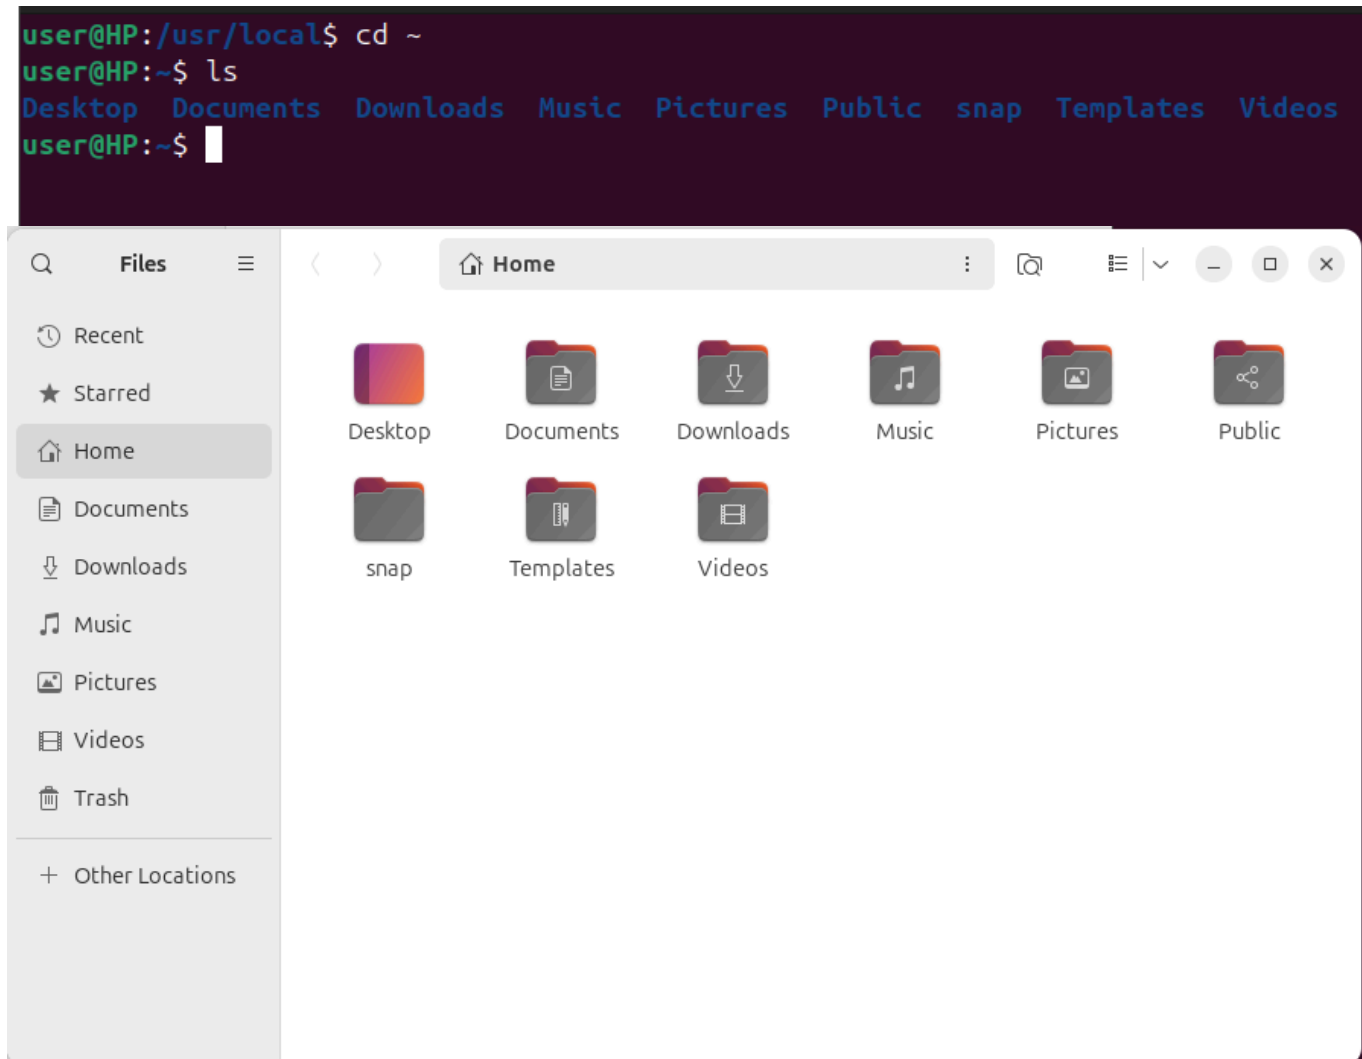 user@HP:/usr/local$ cd ~
user@HP:~$ ls
Desktop Documents Downloads Music Pictures Public snap Templates Videos
user@HP:~$
Files
Home
Recent
Starred
Home
Documents
Downloads
Music
Pictures
Videos
Trash
Other Locations
Desktop Documents Downloads Music Pictures Public
snap Templates Videos